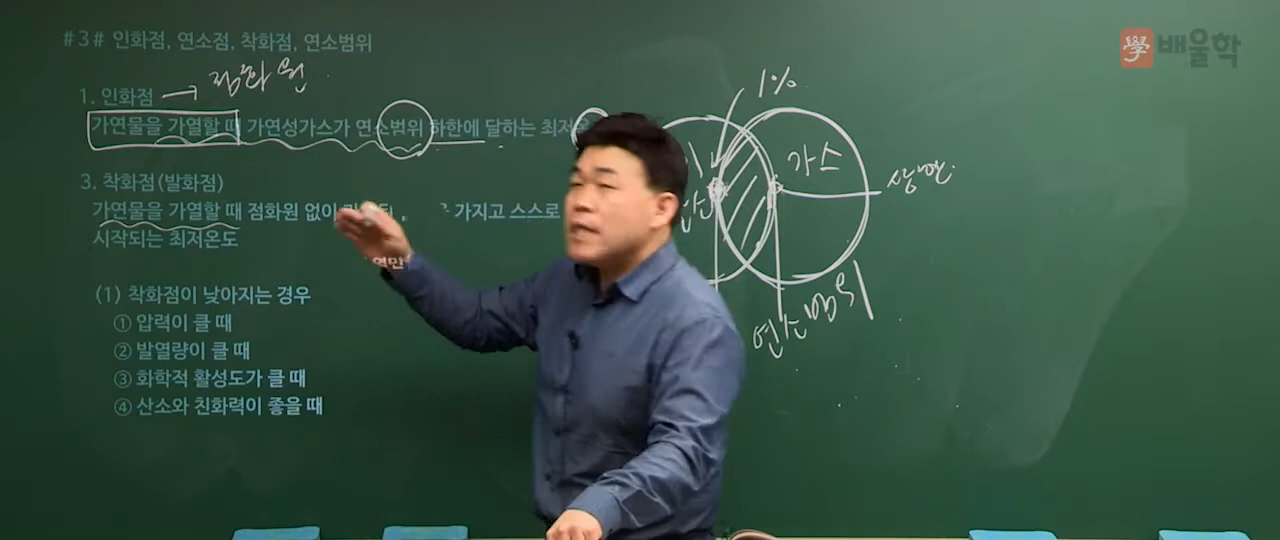 #3# 인화점, 연소점, 착화점, 연소범위
學 배울학
1. 인화점 → 점화원
가연물을 가열할 때 가연성가스가 연소범위 하한에 달하는 최저온
1%
가스
상한
연소범위
3. 착화점(발화점)
가연물을 가열할 때 점화원 없이 가지고 스스로
시작되는 최저온도
(1) 착화점이 낮아지는 경우
① 압력이 클 때
② 발열량이 클 때
③ 화학적 활성도가 클 때
④ 산소와 친화력이 좋을 때